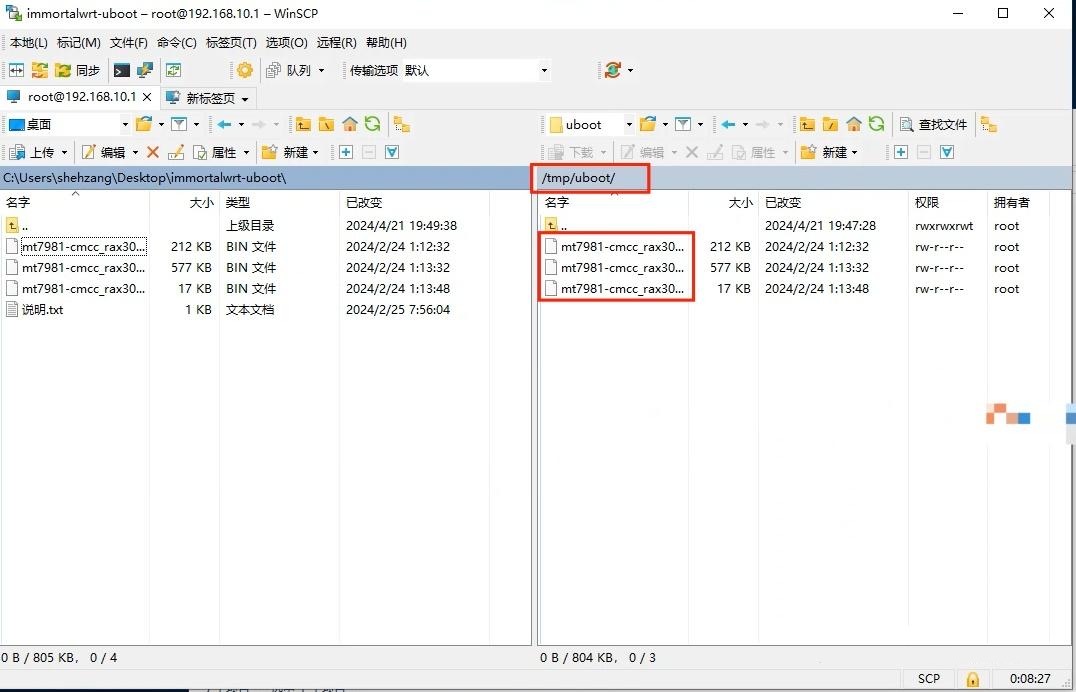 immortalwrt-uboot – root@192.168.10.1 – WinSCP
本地(L) 标记(M) 文件(F) 命令(C) 标签页(T) 选项(O) 远程(R) 帮助(H)
同步 队列 传输选项 默认
root@192.168.10.1 新标签页
桌面
uboot 查找文件
上传 编辑 属性 新建
下载 编辑 属性 新建
C:\Users\shehzang\Desktop\immortalwrt-uboot\
/tmp/uboot/
名字 大小 类型 已改变
.. 上级目录 2024/4/21 19:49:38
mt7981-cmcc_rax30... 212 KB BIN 文件 2024/2/24 1:12:32
mt7981-cmcc_rax30... 577 KB BIN 文件 2024/2/24 1:13:32
mt7981-cmcc_rax30... 17 KB BIN 文件 2024/2/24 1:13:48
说明.txt 1 KB 文本文档 2024/2/25 7:56:04
名字 大小 已改变 权限 拥有者
.. 2024/4/21 19:47:28 rwxrwxrwt root
mt7981-cmcc_rax30... 212 KB 2024/2/24 1:12:32 rw-r--r-- root
mt7981-cmcc_rax30... 577 KB 2024/2/24 1:13:32 rw-r--r-- root
mt7981-cmcc_rax30... 17 KB 2024/2/24 1:13:48 rw-r--r-- root
0 B / 805 KB, 0 / 4
0 B / 804 KB, 0 / 3
SCP 0:08:27